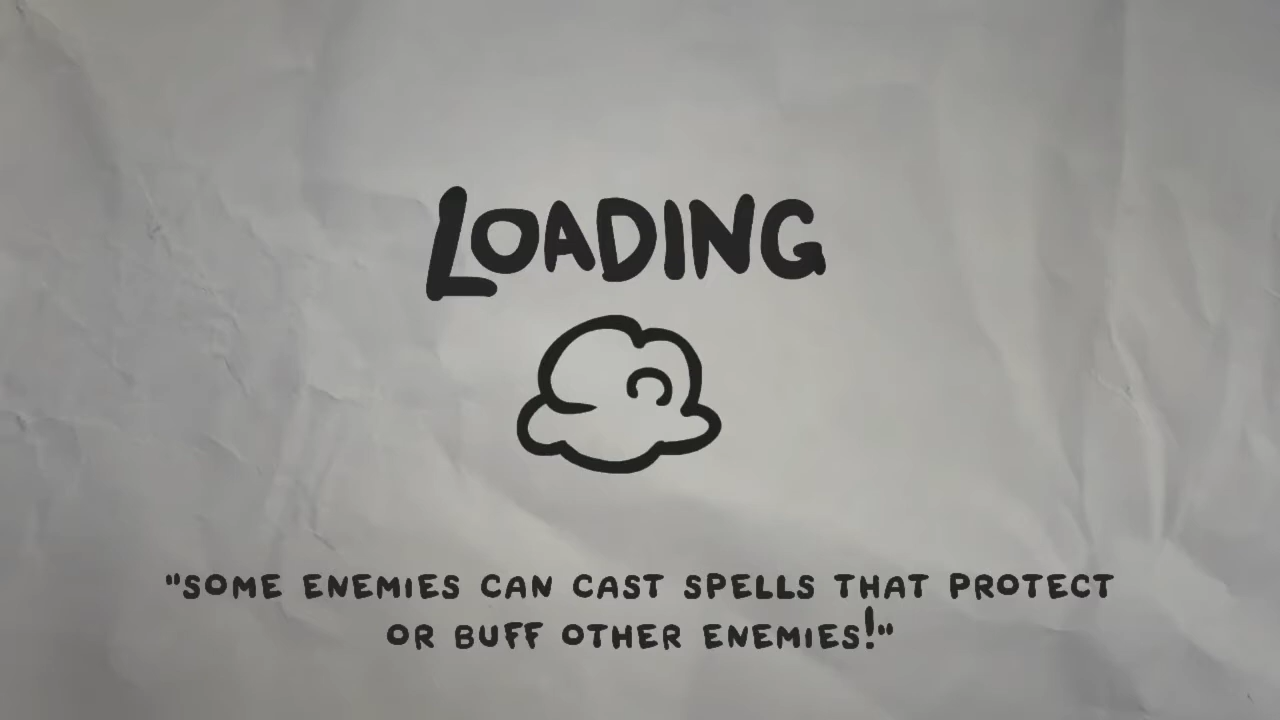 LOADING
"SOME ENEMIES CAN CAST SPELLS THAT PROTECT
OR BUFF OTHER ENEMIES!"